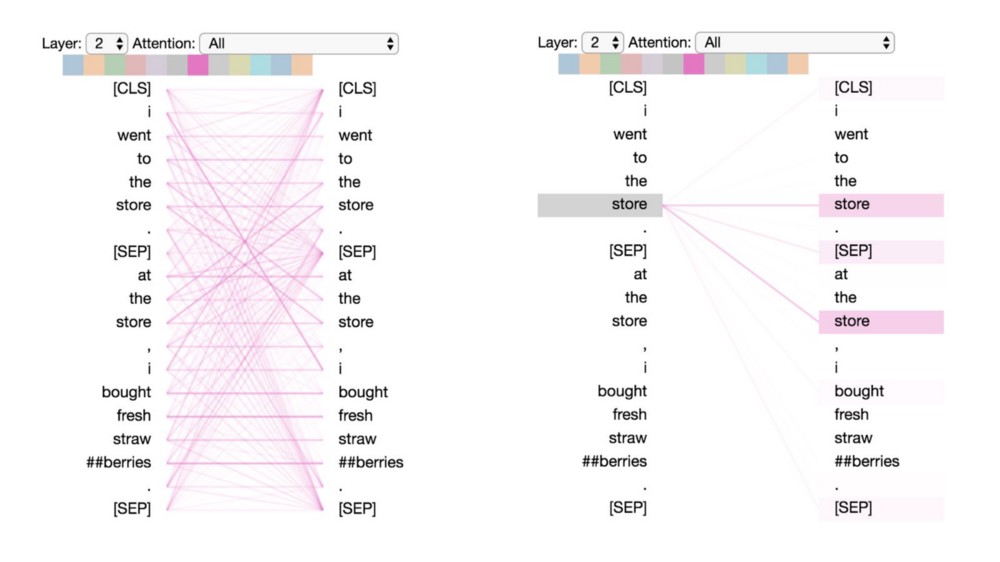 Layer: 2 Attention: All
[CLS] [CLS]
i i
went went
to to
the the
store store
. .
[SEP] [SEP]
at at
the the
store store
, ,
i i
bought bought
fresh fresh
straw straw
##berries ##berries
. .
[SEP] [SEP]
Layer: 2 Attention: All
[CLS] [CLS]
i i
went went
to to
the the
store store
. .
[SEP] [SEP]
at at
the the
store store
, ,
i i
bought bought
fresh fresh
straw straw
##berries ##berries
. .
[SEP] [SEP]